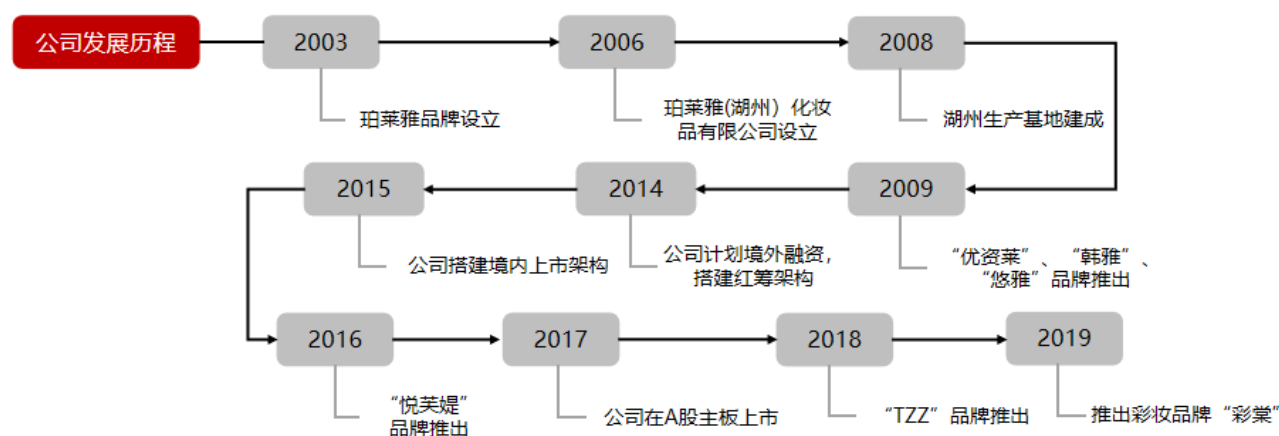 公司发展历程
2003
珀莱雅品牌设立
2006
珀莱雅(湖州）化妆
品有限公司设立
2008
湖州生产基地建成
2009
“优资莱”、“韩雅”、
“悠雅”品牌推出
2014
公司计划境外融资，
搭建红筹架构
2015
公司搭建境内上市架构
2016
“悦芙媞”
品牌推出
2017
公司在A股主板上市
2018
“TZZ”品牌推出
2019
推出彩妆品牌“彩棠”